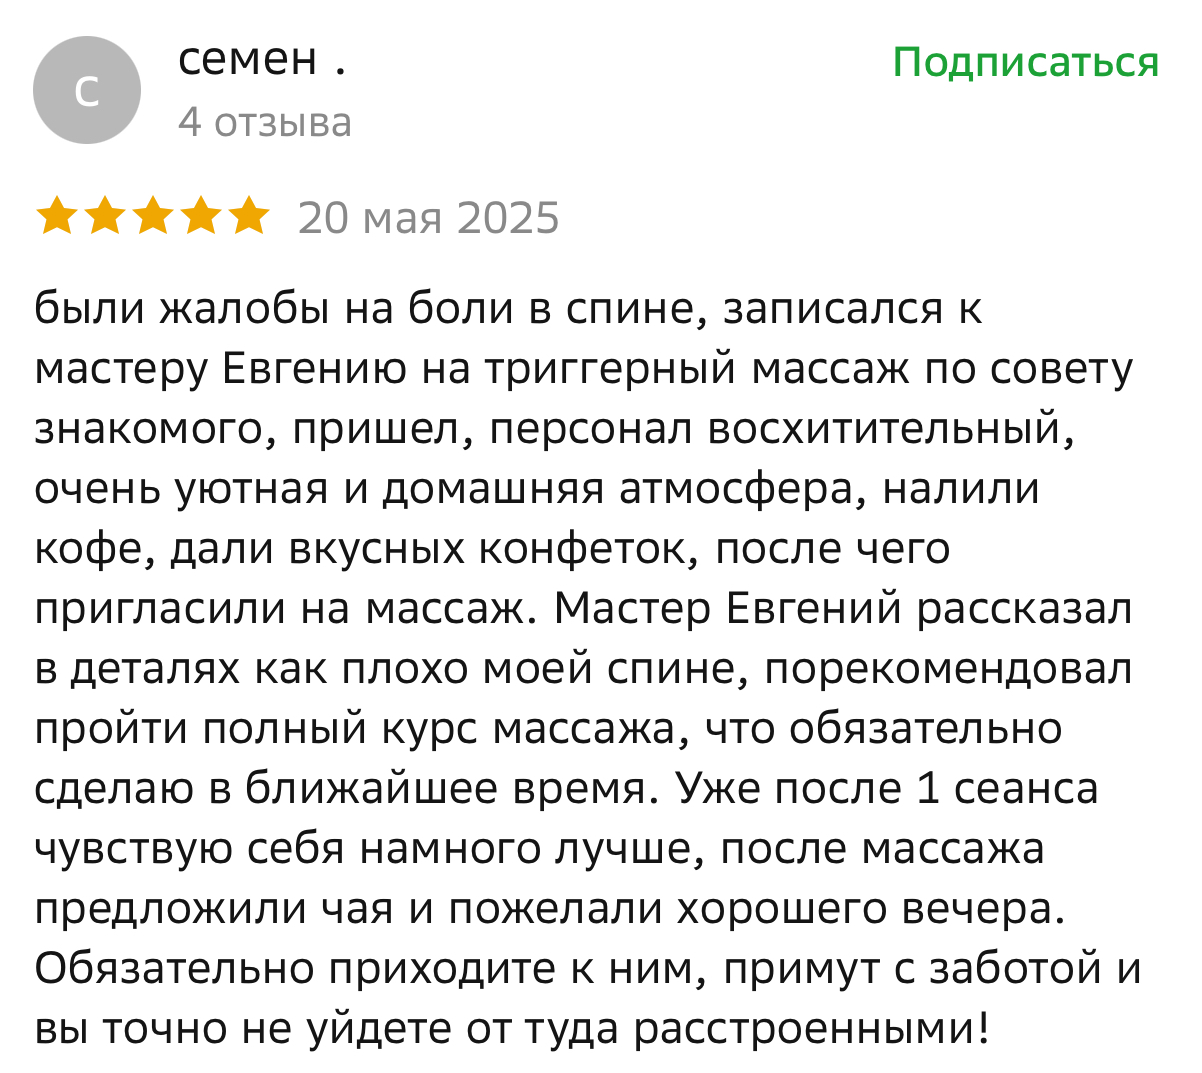 с
семен .
Подписаться
4 отзыва
20 мая 2025
были жалобы на боли в спине, записался к
мастеру Евгению на триггерный массаж по совету
знакомого, пришел, персонал восхитительный,
очень уютная и домашняя атмосфера, налили
кофе, дали вкусных конфеток, после чего
пригласили на массаж. Мастер Евгений рассказал
в деталях как плохо моей спине, порекомендовал
пройти полный курс массажа, что обязательно
сделаю в ближайшее время. Уже после 1 сеанса
чувствую себя намного лучше, после массажа
предложили чая и пожелали хорошего вечера.
Обязательно приходите к ним, примут с заботой и
вы точно не уйдете от туда расстроенными!